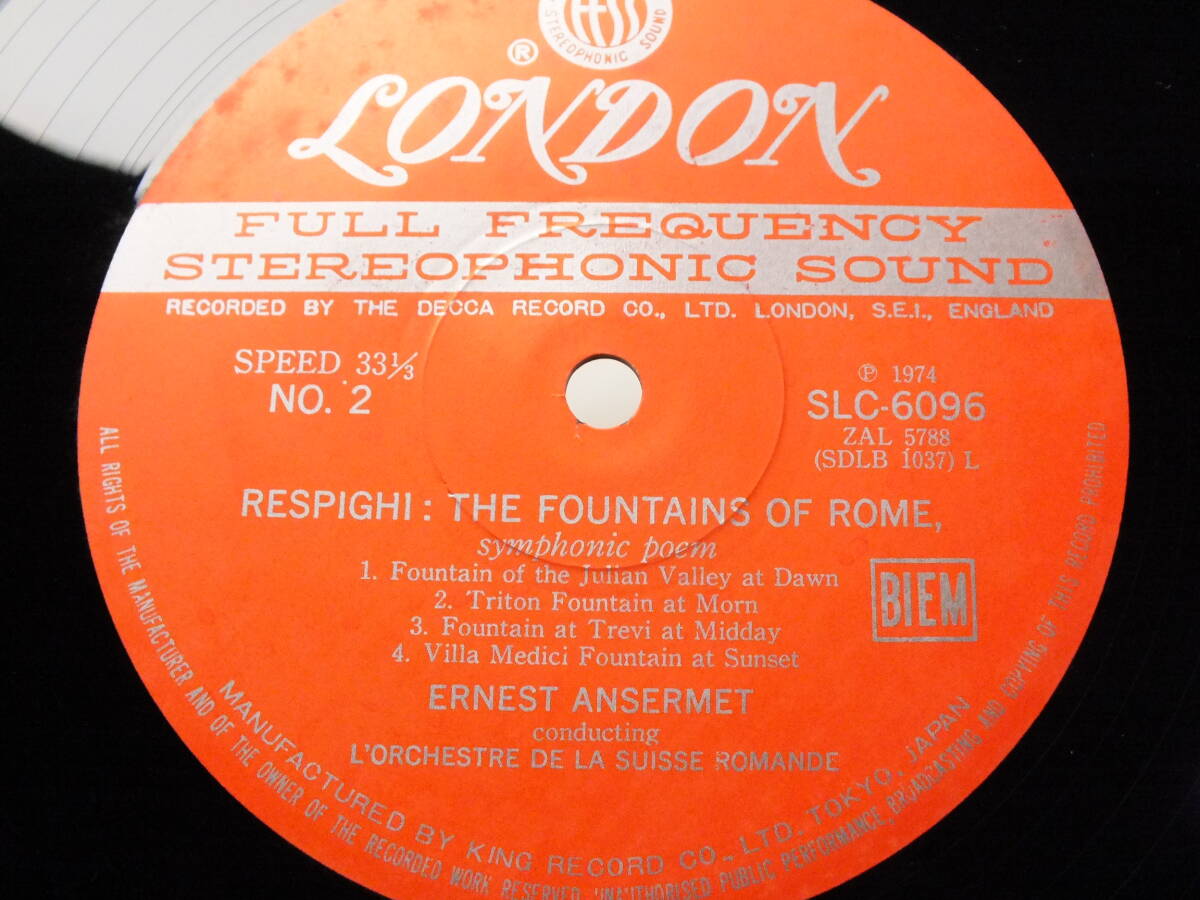 FFSS
STEREOPHONIC SOUND
®
LONDON
FULL FREQUENCY
STEREOPHONIC SOUND
RECORDED BY THE DECCA RECORD CO., LTD. LONDON, S.E.I., ENGLAND
SPEED 33⅓
NO. 2
℗ 1974
SLC-6096
ZAL 5788
(SDLB 1037) L
RESPIGHI : THE FOUNTAINS OF ROME,
symphonic poem
1. Fountain of the Julian Valley at Dawn
2. Triton Fountain at Morn
3. Fountain at Trevi at Midday
4. Villa Medici Fountain at Sunset
BIEM
ERNEST ANSERMET
conducting
L'ORCHESTRE DE LA SUISSE ROMANDE
MANUFACTURED BY KING RECORD CO., LTD. TOKYO, JAPAN
ALL RIGHTS OF THE MANUFACTURER AND OF THE OWNER OF THE RECORDED WORK RESERVED UNAUTHORISED PUBLIC PERFORMANCE, BROADCASTING AND COPYING OF THIS RECORD PROHIBITED